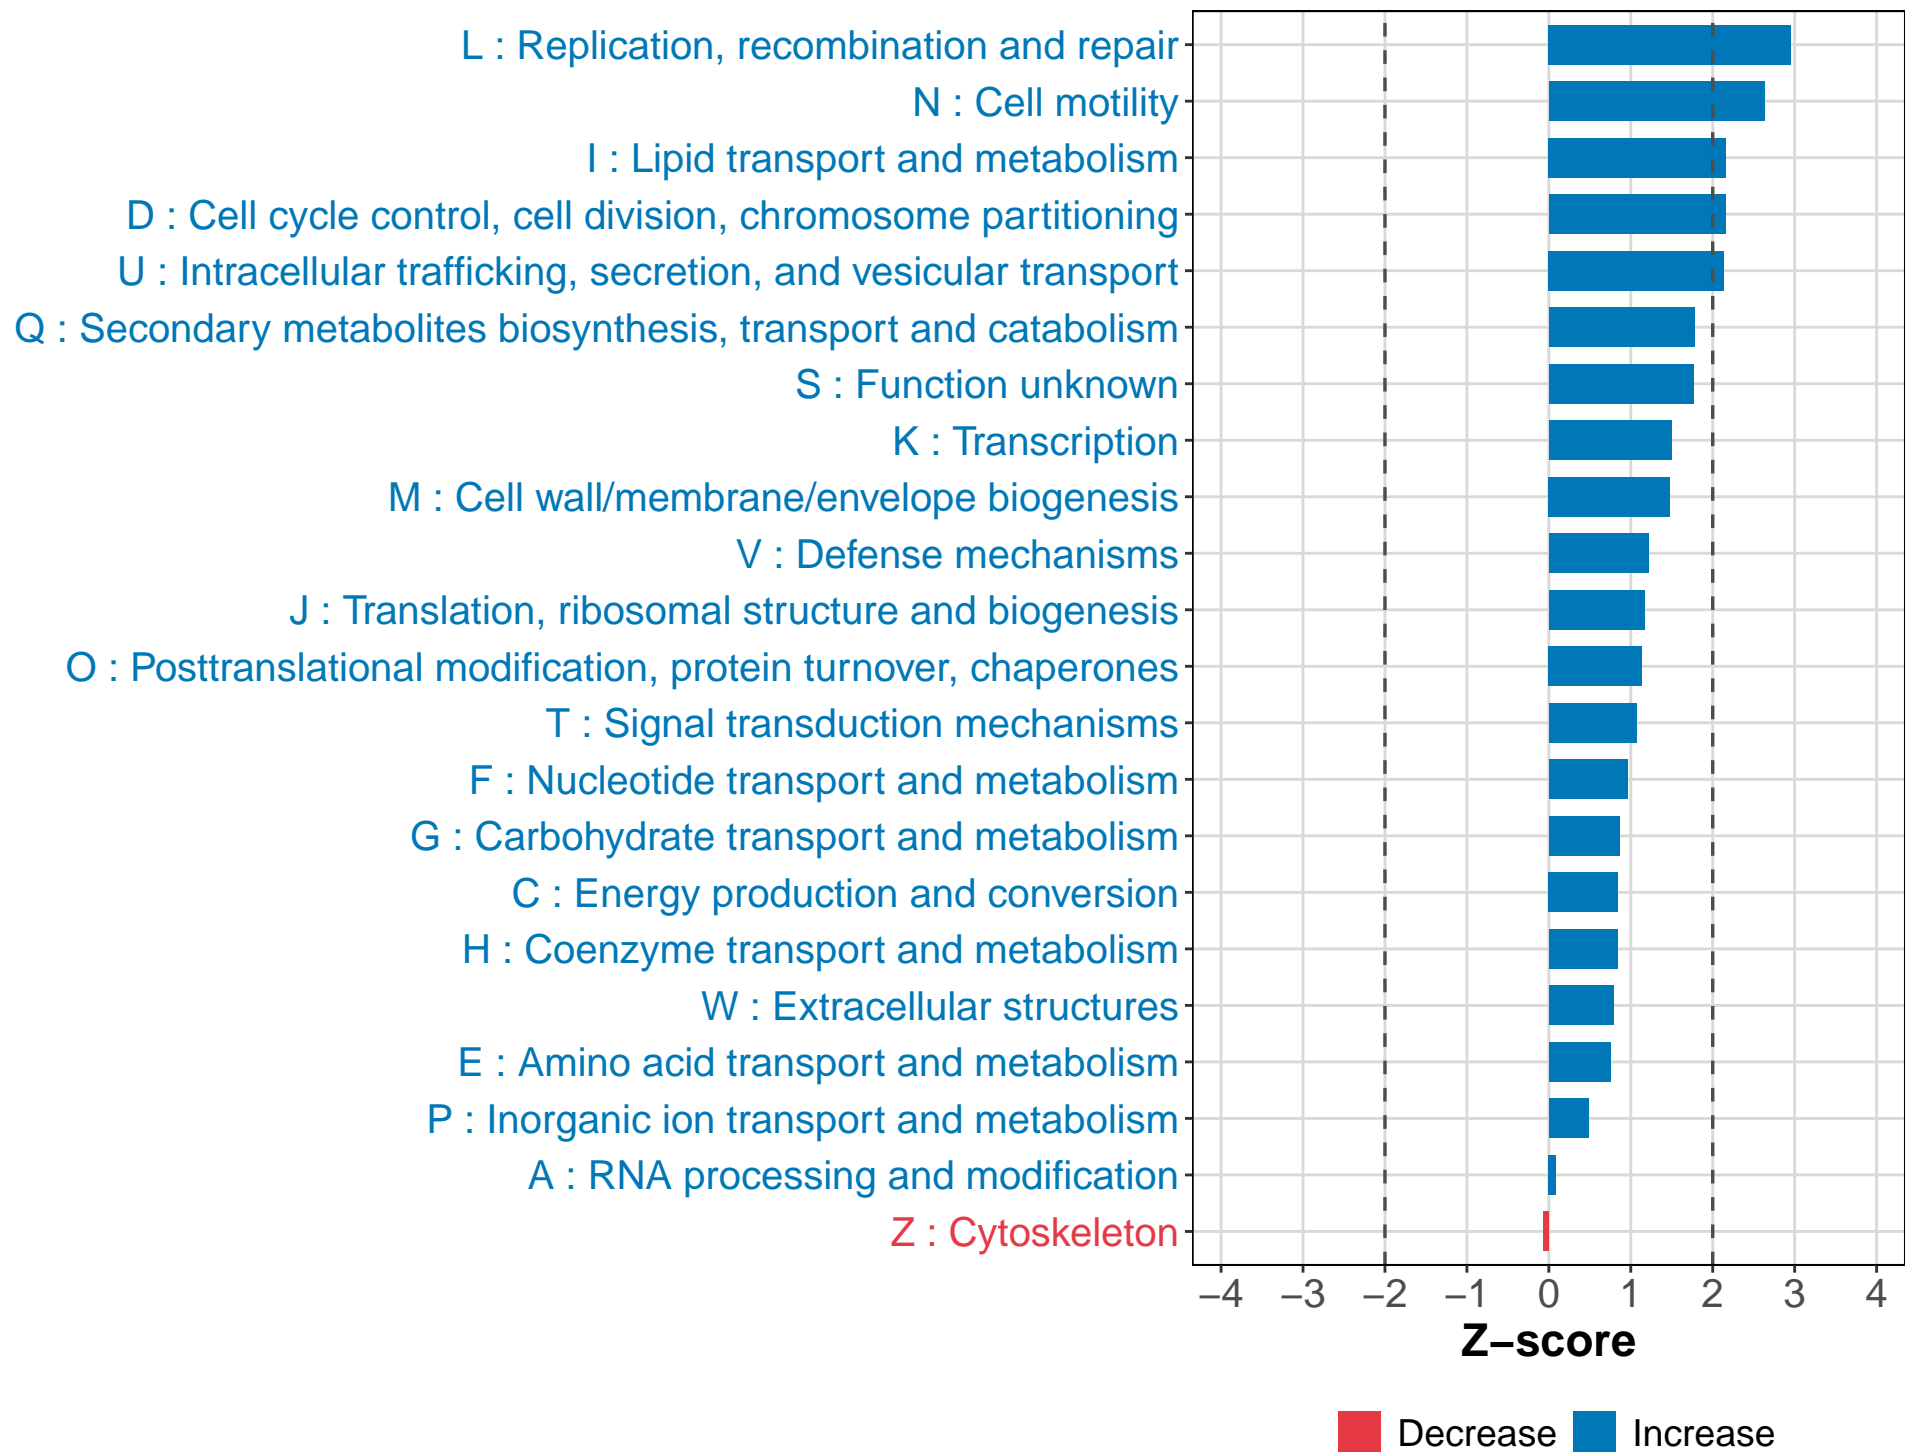 L : Replication, recombination and repair
N : Cell motility
I : Lipid transport and metabolism
D : Cell cycle control, cell division, chromosome partitioning
U : Intracellular trafficking, secretion, and vesicular transport
Q : Secondary metabolites biosynthesis, transport and catabolism
S : Function unknown
K : Transcription
M : Cell wall/membrane/envelope biogenesis
V : Defense mechanisms
J : Translation, ribosomal structure and biogenesis
O : Posttranslational modification, protein turnover, chaperones
T : Signal transduction mechanisms
F : Nucleotide transport and metabolism
G : Carbohydrate transport and metabolism
C : Energy production and conversion
H : Coenzyme transport and metabolism
W : Extracellular structures
E : Amino acid transport and metabolism
P : Inorganic ion transport and metabolism
A : RNA processing and modification
Z : Cytoskeleton
−4 −3 −2 −1 0 1 2 3 4
Z−score
Decrease Increase